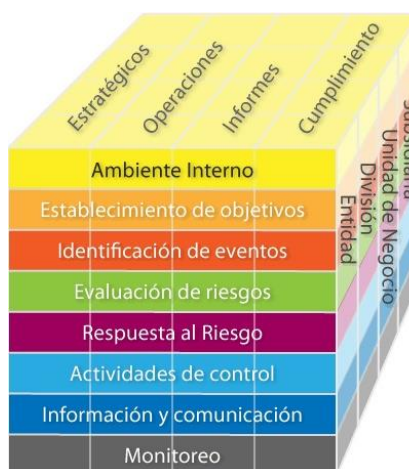 Estratégicos
Operaciones
Informes
Cumplimiento
Ambiente Interno
Establecimiento de objetivos
Identificación de eventos
Evaluación de riesgos
Respuesta al Riesgo
Actividades de control
Información y comunicación
Monitoreo
Entidad
División
Unidad de Negocio